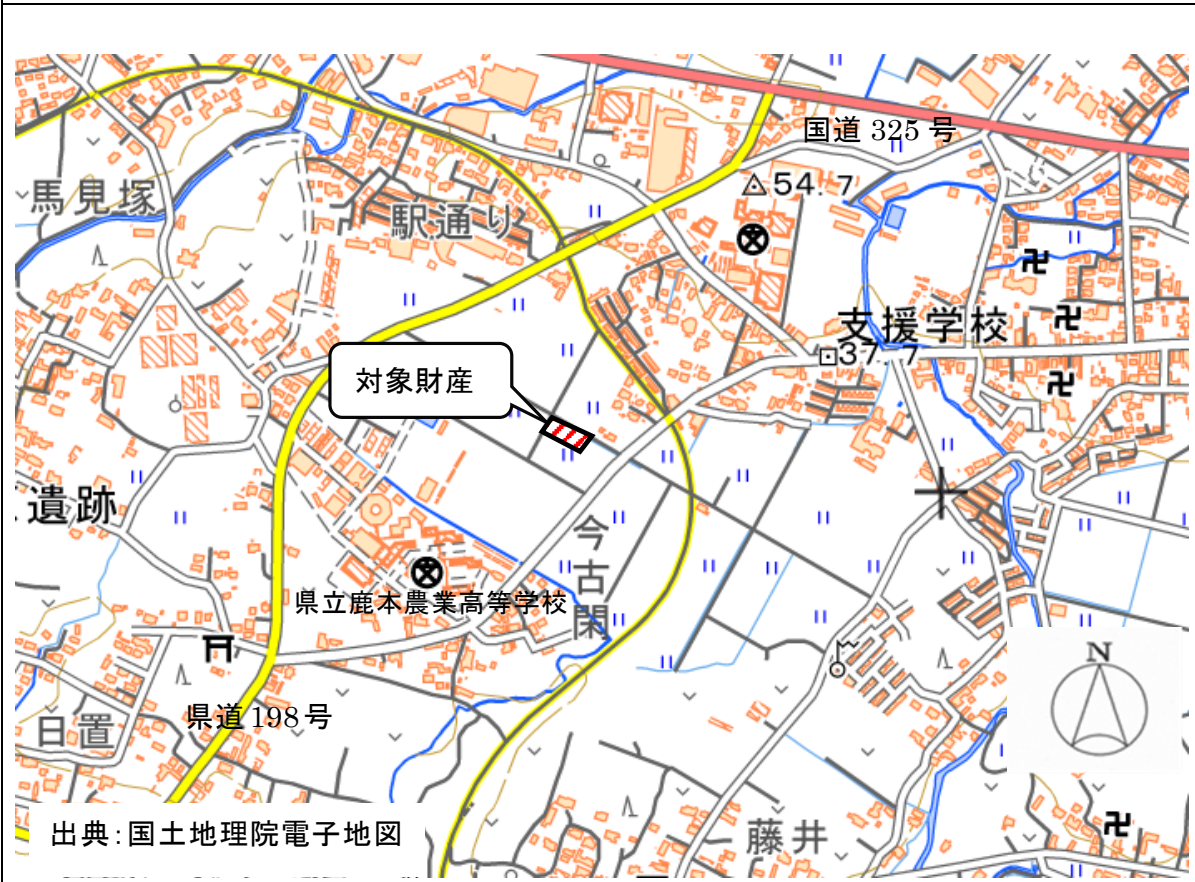 国道 325 号
54.7
馬見塚
駅通り
支援学校
37.7
対象財産
遺跡
今古閑
県立鹿本農業高等学校
N
県道 198 号
日置
藤井
出典:国土地理院電子地図